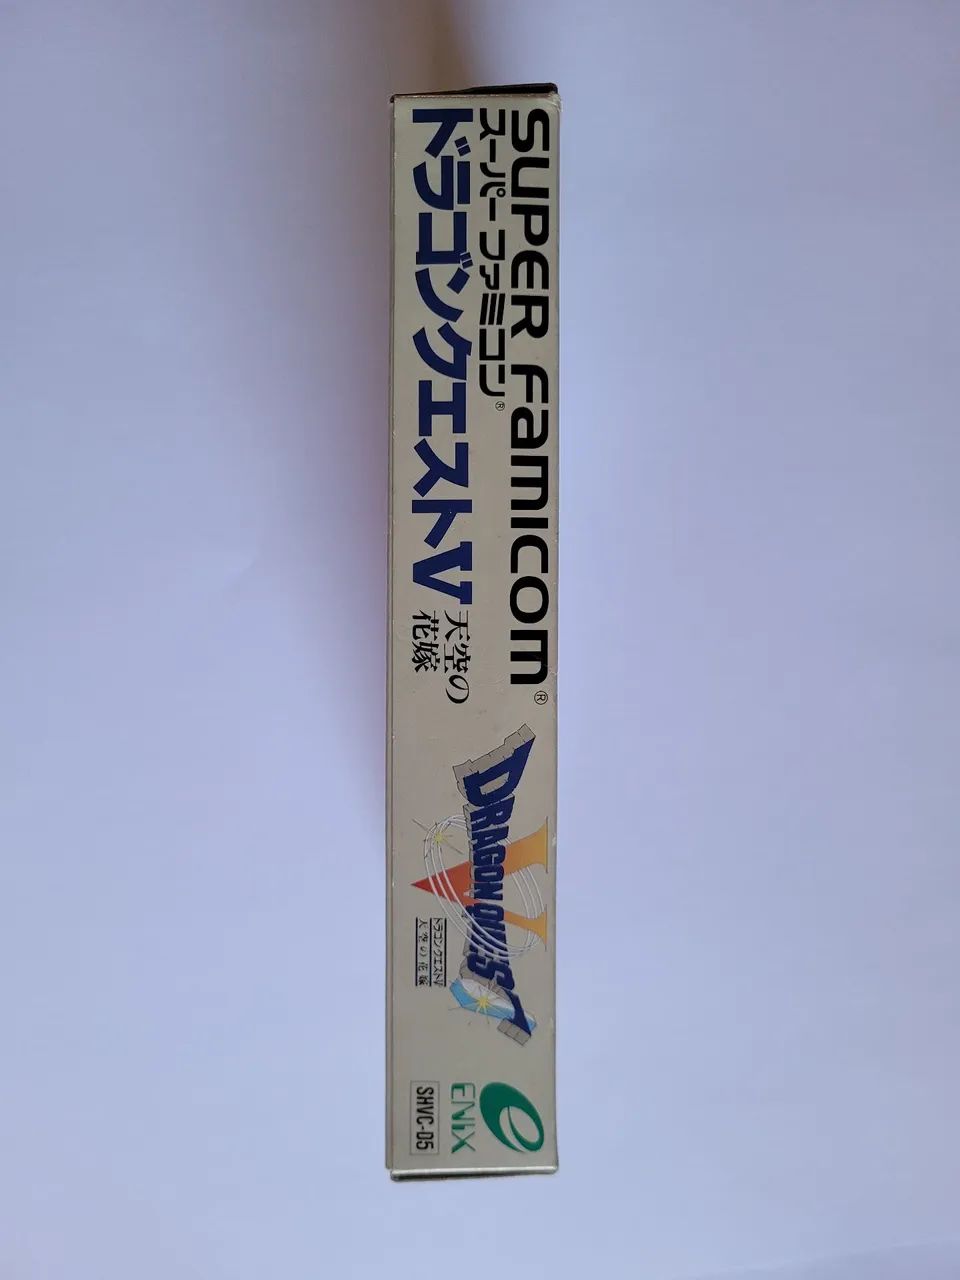 SUPER FAMICOM®
スーパーファミコン®
ドラゴンクエストV
天空の
花嫁
DRAGON QUEST
V
ドラゴンクエストV
天空の花嫁
e
ENIX
SHVC-D5